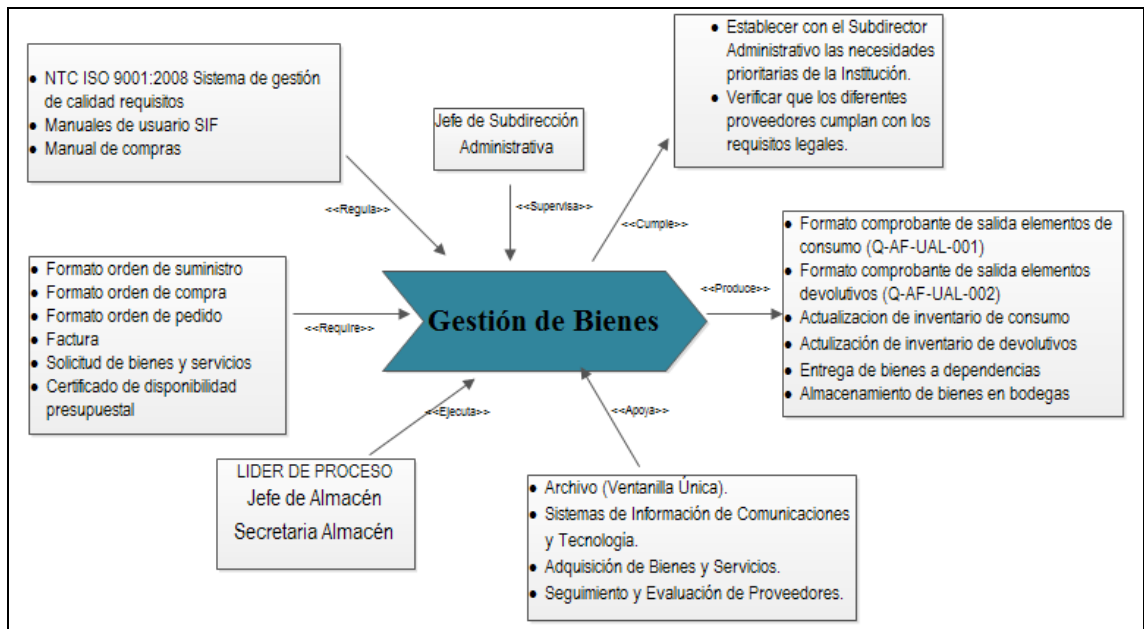 • NTC ISO 9001:2008 Sistema de gestión
de calidad requisitos
• Manuales de usuario SIF
• Manual de compras
Jefe de Subdirección
Administrativa
• Establecer con el Subdirector
Administrativo las necesidades
prioritarias de la Institución.
• Verificar que los diferentes
proveedores cumplan con los
requisitos legales.
<<Regula>>
<<Supervisa>>
<<Cumple>>
• Formato orden de suministro
• Formato orden de compra
• Formato orden de pedido
• Factura
• Solicitud de bienes y servicios
• Certificado de disponibilidad
presupuestal
<<Require>>
Gestión de Bienes
<<Produce>>
• Formato comprobante de salida elementos de
consumo (Q-AF-UAL-001)
• Formato comprobante de salida elementos
devolutivos (Q-AF-UAL-002)
• Actualizacion de inventario de consumo
• Actulización de inventario de devolutivos
• Entrega de bienes a dependencias
• Almacenamiento de bienes en bodegas
<<Ejecuta>>
<<Apoya>>
LIDER DE PROCESO
Jefe de Almacén
Secretaria Almacén
• Archivo (Ventanilla Única).
• Sistemas de Información de Comunicaciones
y Tecnología.
• Adquisición de Bienes y Servicios.
• Seguimiento y Evaluación de Proveedores.